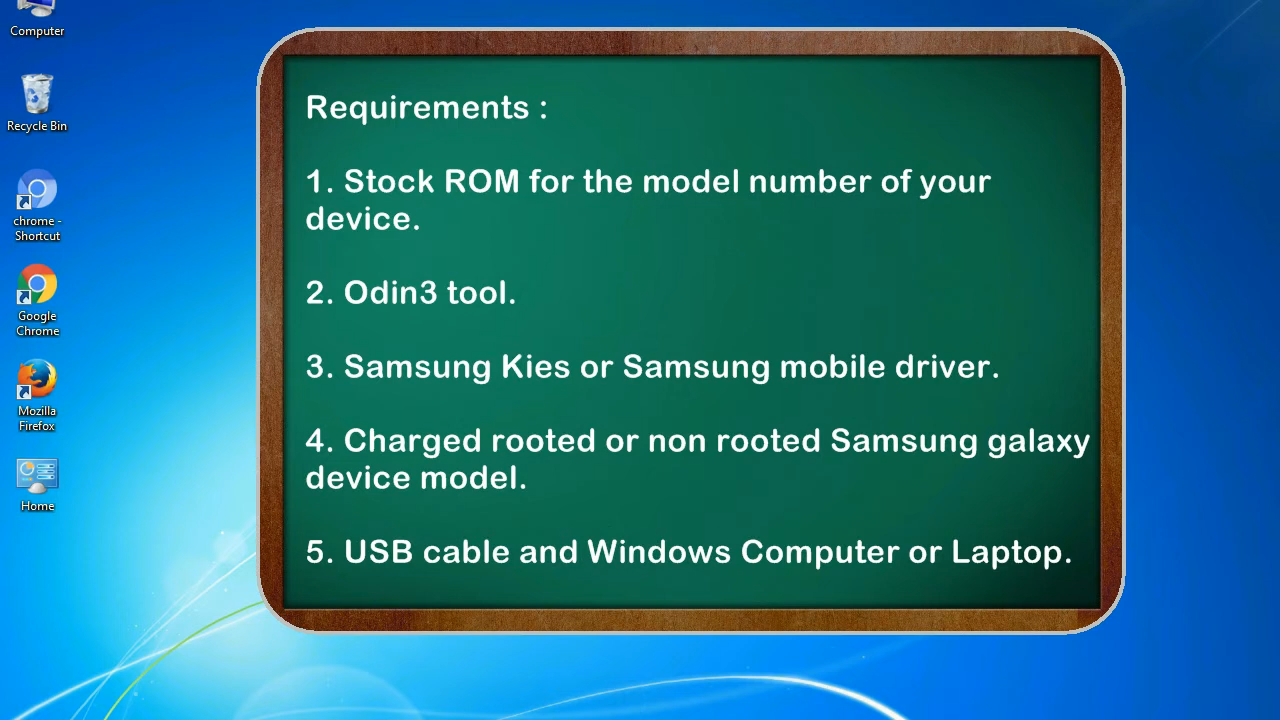 Computer
Recycle Bin
chrome -
Shortcut
Google
Chrome
Mozilla
Firefox
Home
Requirements :
1. Stock ROM for the model number of your
device.
2. Odin3 tool.
3. Samsung Kies or Samsung mobile driver.
4. Charged rooted or non rooted Samsung galaxy
device model.
5. USB cable and Windows Computer or Laptop.